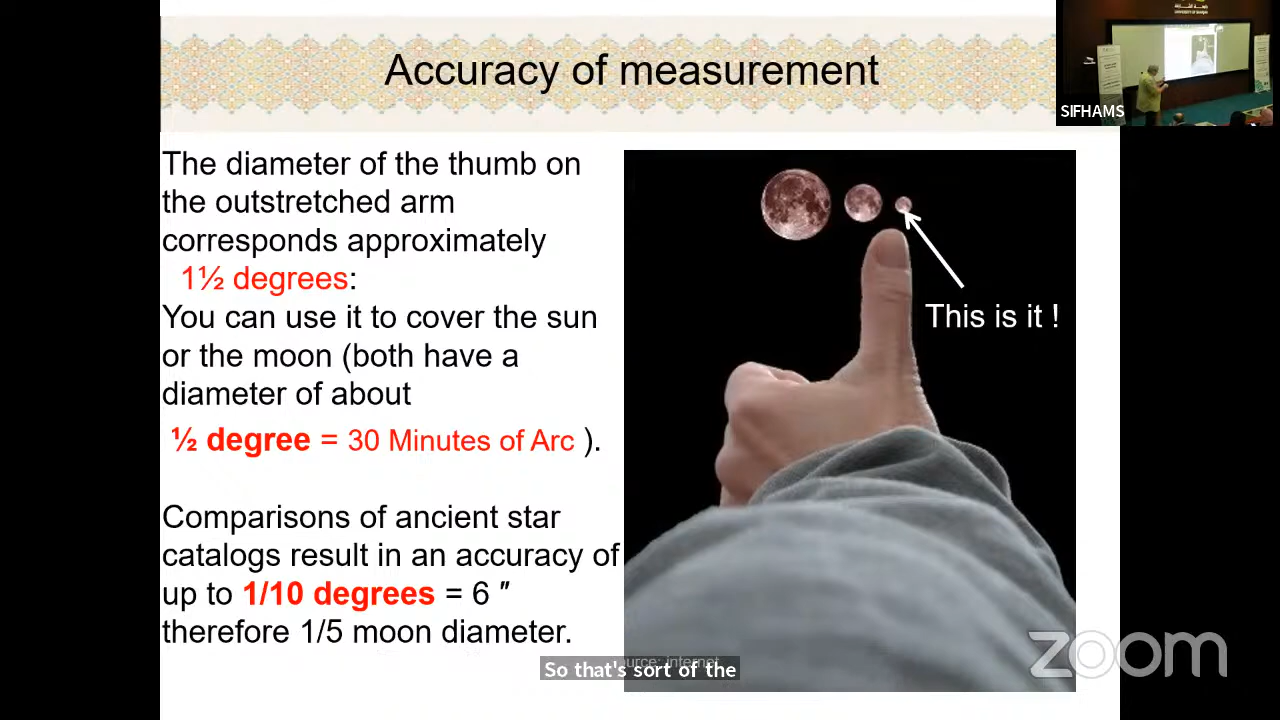 Accuracy of measurement
SIFHAMS
The diameter of the thumb on
the outstretched arm
corresponds approximately
1½ degrees:
You can use it to cover the sun
or the moon (both have a
diameter of about
½ degree = 30 Minutes of Arc ).
Comparisons of ancient star
catalogs result in an accuracy of
up to 1/10 degrees = 6 "
therefore 1/5 moon diameter.
This is it !
internet
So that's sort of the
zoom